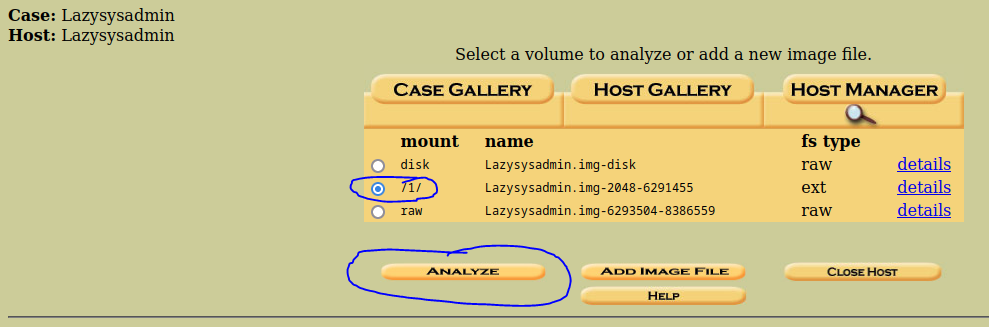 Case: Lazysysadmin
Host: Lazysysadmin
Select a volume to analyze or add a new image file.
CASE GALLERY HOST GALLERY HOST MANAGER
mount name fs type
disk Lazysysadmin.img-disk raw details
/1/ Lazysysadmin.img-2048-6291455 ext details
raw Lazysysadmin.img-6293504-8386559 raw details
ANALYZE ADD IMAGE FILE CLOSE HOST
HELP